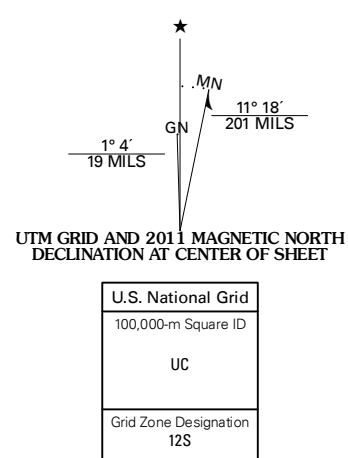 ★
MN
GN
11° 18´
201 MILS
1° 4´
19 MILS
UTM GRID AND 2011 MAGNETIC NORTH
DECLINATION AT CENTER OF SHEET
U.S. National Grid
100,000-m Square ID
UC
Grid Zone Designation
12S